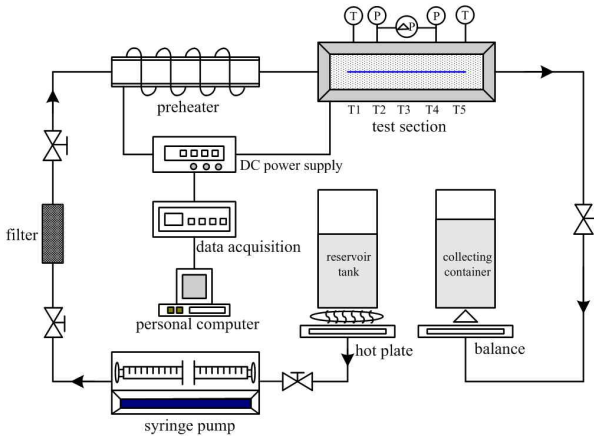 T P P T
P
preheater
T1 T2 T3 T4 T5
test section
DC power supply
filter
data acquisition
reservoir
tank
collecting
container
personal computer
hot plate
balance
syringe pump